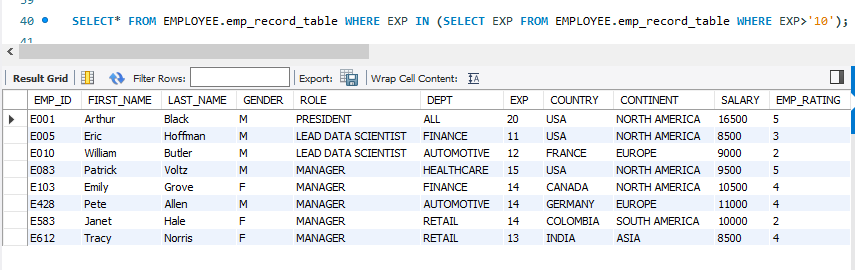 39
40 SELECT* FROM EMPLOYEE.emp_record_table WHERE EXP IN (SELECT EXP FROM EMPLOYEE.emp_record_table WHERE EXP>'10');
41
Result Grid Filter Rows: Export: Wrap Cell Content:
EMP_ID FIRST_NAME LAST_NAME GENDER ROLE DEPT EXP COUNTRY CONTINENT SALARY EMP_RATING
E001 Arthur Black M PRESIDENT ALL 20 USA NORTH AMERICA 16500 5
E005 Eric Hoffman M LEAD DATA SCIENTIST FINANCE 11 USA NORTH AMERICA 8500 3
E010 William Butler M LEAD DATA SCIENTIST AUTOMOTIVE 12 FRANCE EUROPE 9000 2
E083 Patrick Voltz M MANAGER HEALTHCARE 15 USA NORTH AMERICA 9500 5
E103 Emily Grove F MANAGER FINANCE 14 CANADA NORTH AMERICA 10500 4
E428 Pete Allen M MANAGER AUTOMOTIVE 14 GERMANY EUROPE 11000 4
E583 Janet Hale F MANAGER RETAIL 14 COLOMBIA SOUTH AMERICA 10000 2
E612 Tracy Norris F MANAGER RETAIL 13 INDIA ASIA 8500 4